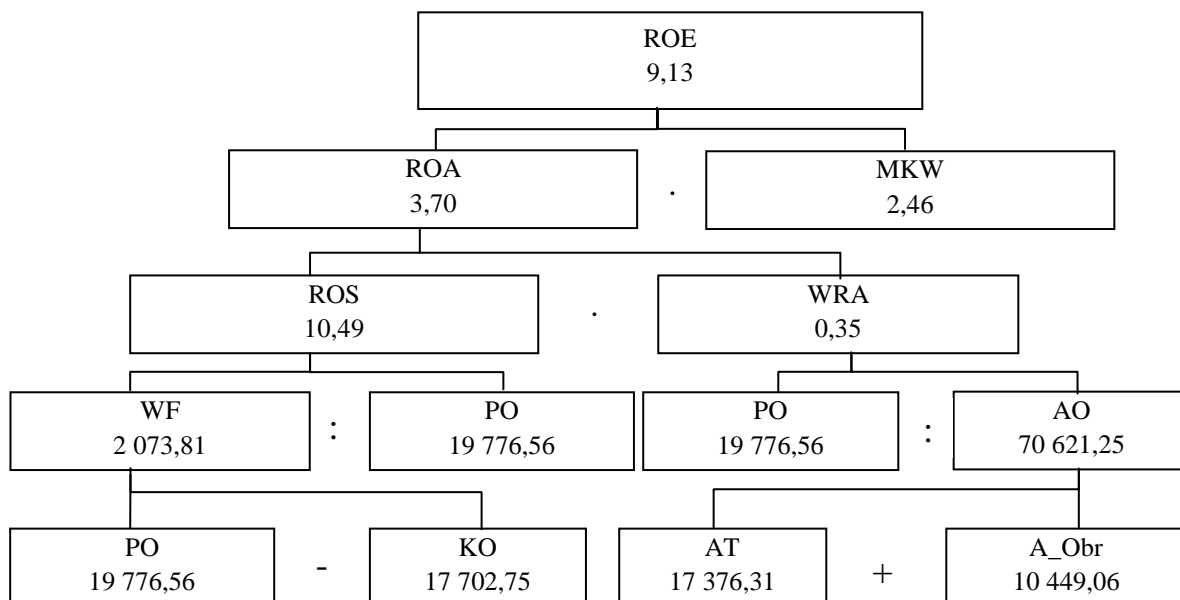 ROE
9,13
ROA
3,70
.
MKW
2,46
ROS
10,49
.
WRA
0,35
WF
2 073,81
:
PO
19 776,56
PO
19 776,56
:
AO
70 621,25
PO
19 776,56
-
KO
17 702,75
AT
17 376,31
+
A_Obr
10 449,06